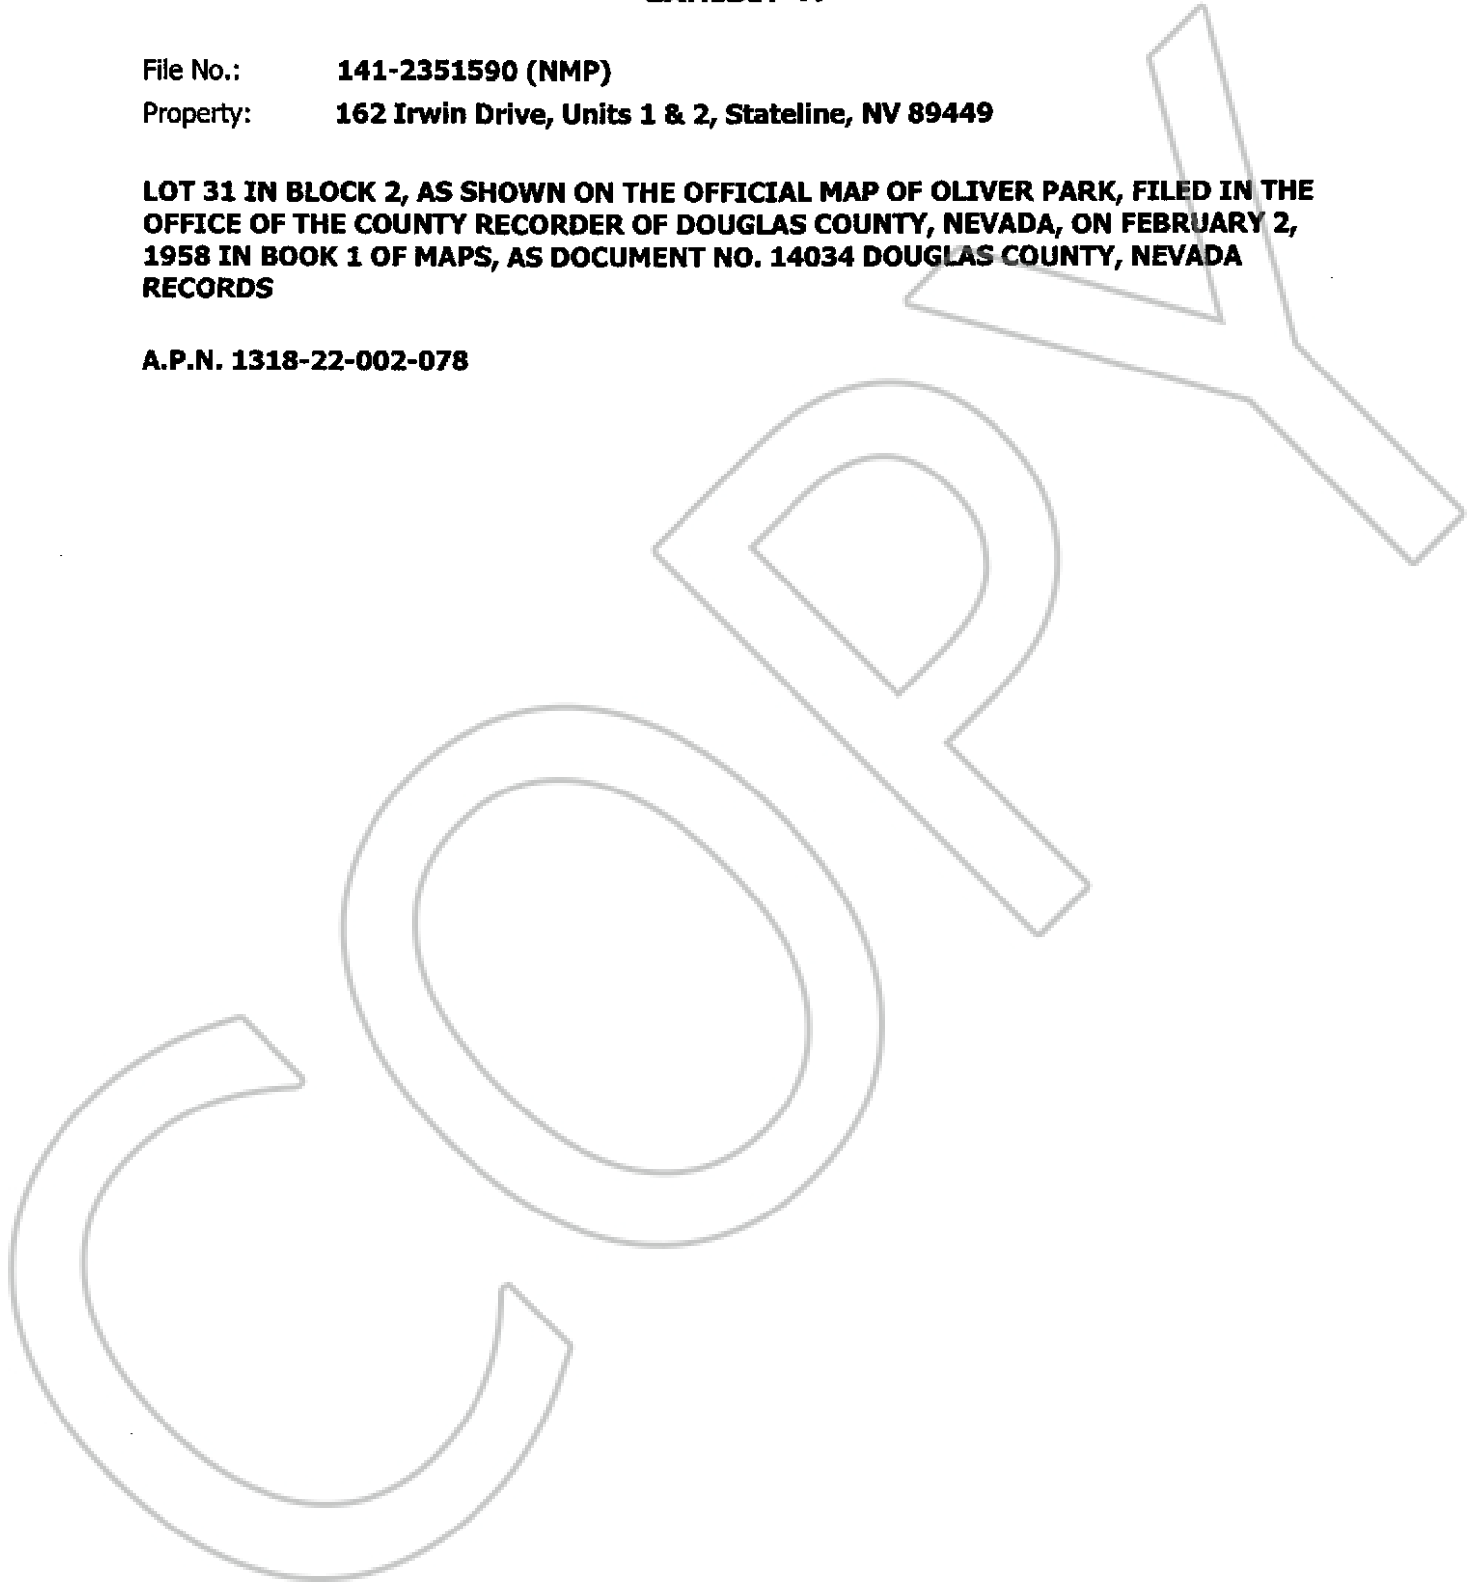 File No.: 141-2351590 (NMP)
Property: 162 Irwin Drive, Units 1 & 2, Stateline, NV 89449
LOT 31 IN BLOCK 2, AS SHOWN ON THE OFFICIAL MAP OF OLIVER PARK, FILED IN THE
OFFICE OF THE COUNTY RECORDER OF DOUGLAS COUNTY, NEVADA, ON FEBRUARY 2,
1958 IN BOOK 1 OF MAPS, AS DOCUMENT NO. 14034 DOUGLAS COUNTY, NEVADA
RECORDS
A.P.N. 1318-22-002-078
COPY